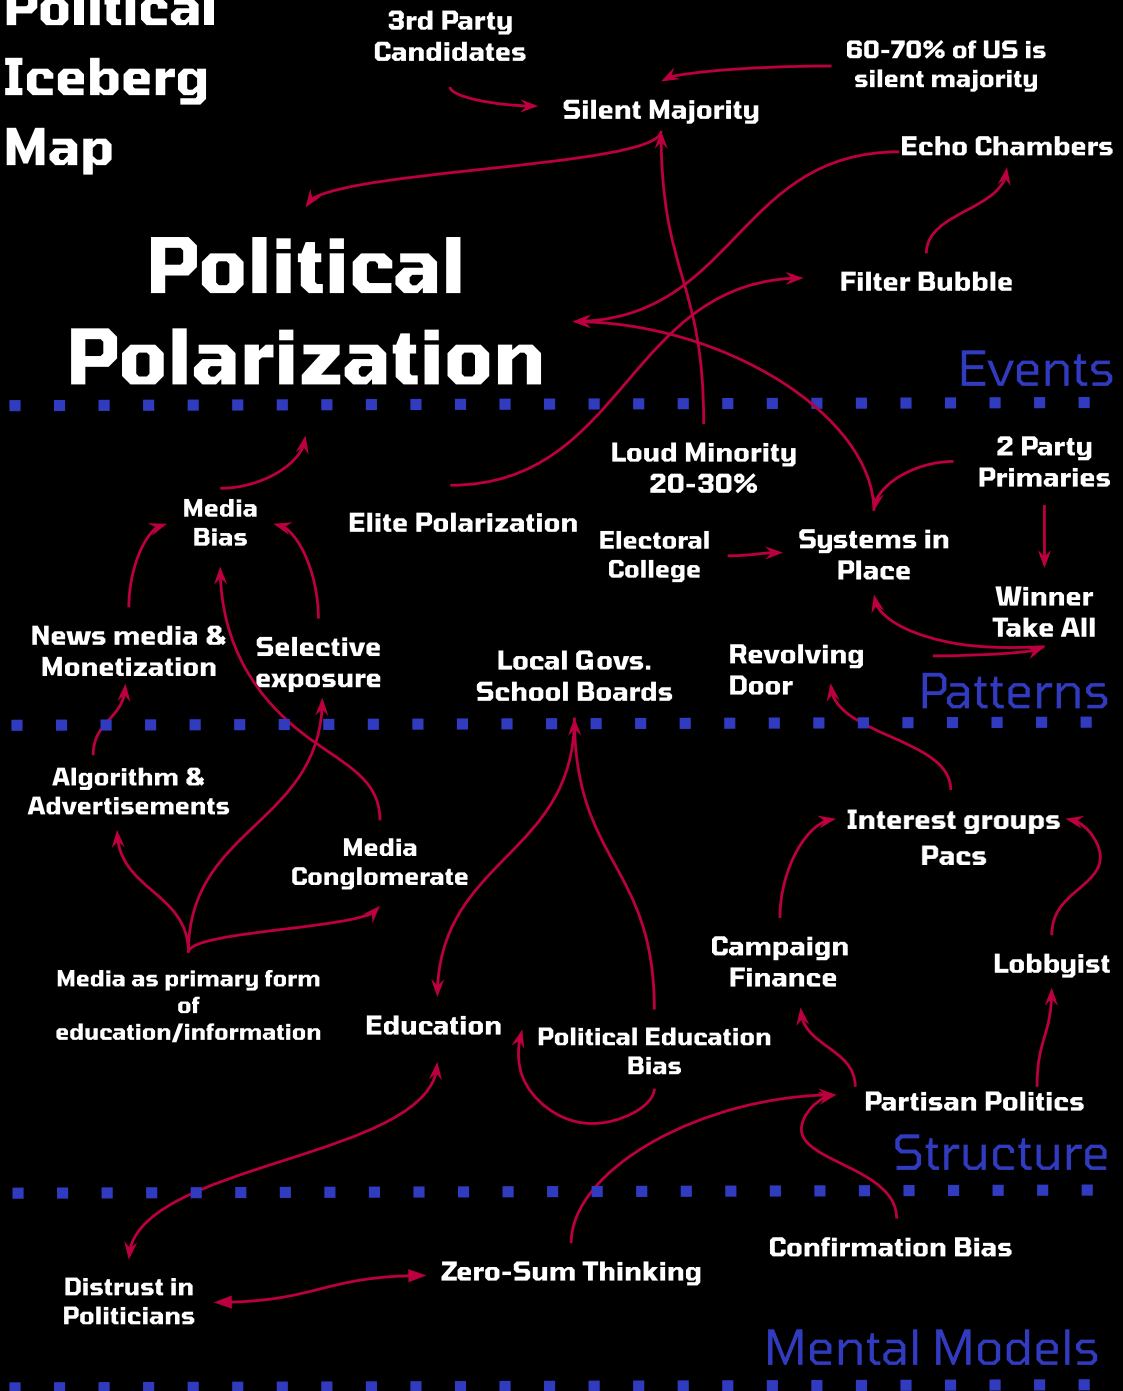 Political
Iceberg
Map
3rd Party
Candidates
60-70% of US is
silent majority
Silent Majority
Echo Chambers
Filter Bubble
Political
Polarization
Events
Loud Minority
20-30%
2 Party
Primaries
Media
Bias
Elite Polarization
Electoral
College
Systems in
Place
Winner
Take All
News media &
Monetization
Selective
exposure
Local Govs.
School Boards
Revolving
Door
Patterns
Algorithm &
Advertisements
Media
Conglomerate
Interest groups
Pacs
Campaign
Finance
Lobbyist
Media as primary form
of
education/information
Education
Political Education
Bias
Partisan Politics
Structure
Confirmation Bias
Zero-Sum Thinking
Distrust in
Politicians
Mental Models